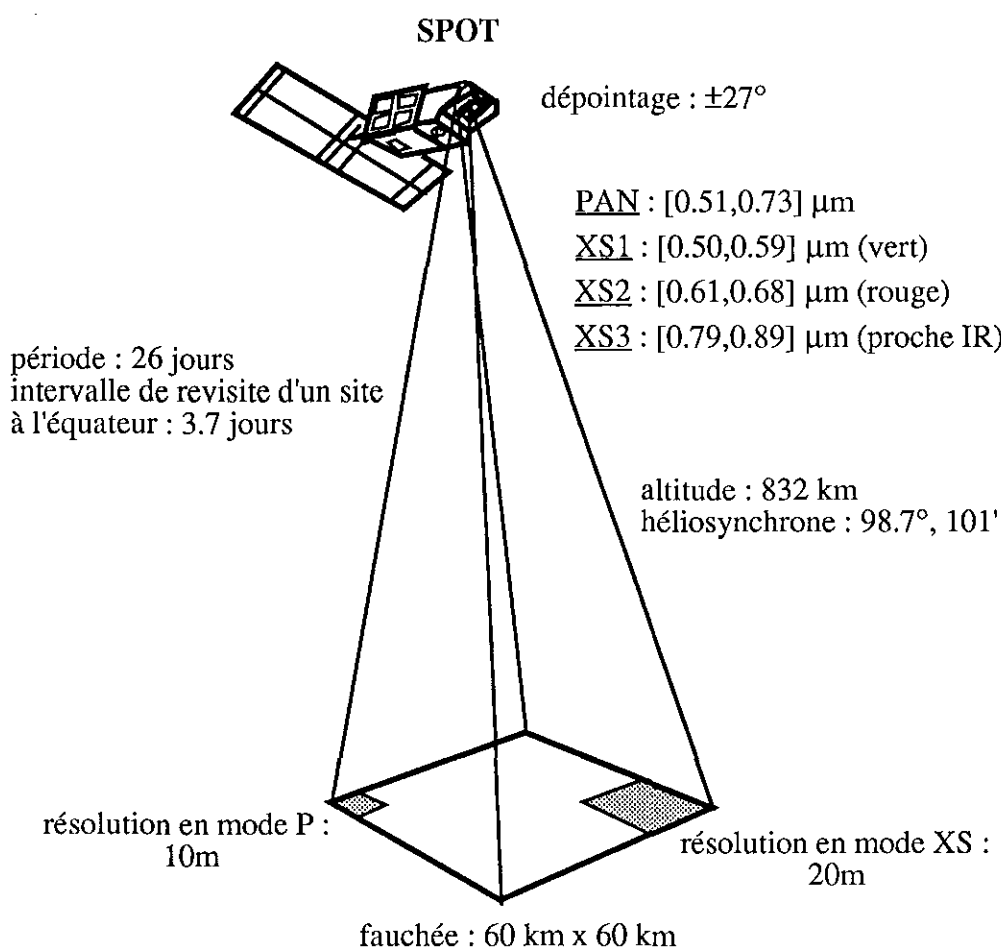 SPOT
dépointage : ±27°
PAN : [0.51,0.73] µm
XS1 : [0.50,0.59] µm (vert)
XS2 : [0.61,0.68] µm (rouge)
XS3 : [0.79,0.89] µm (proche IR)
période : 26 jours
intervalle de revisite d'un site
à l'équateur : 3.7 jours
altitude : 832 km
héliosynchrone : 98.7°, 101'
résolution en mode P :
10m
résolution en mode XS :
20m
fauchée : 60 km x 60 km